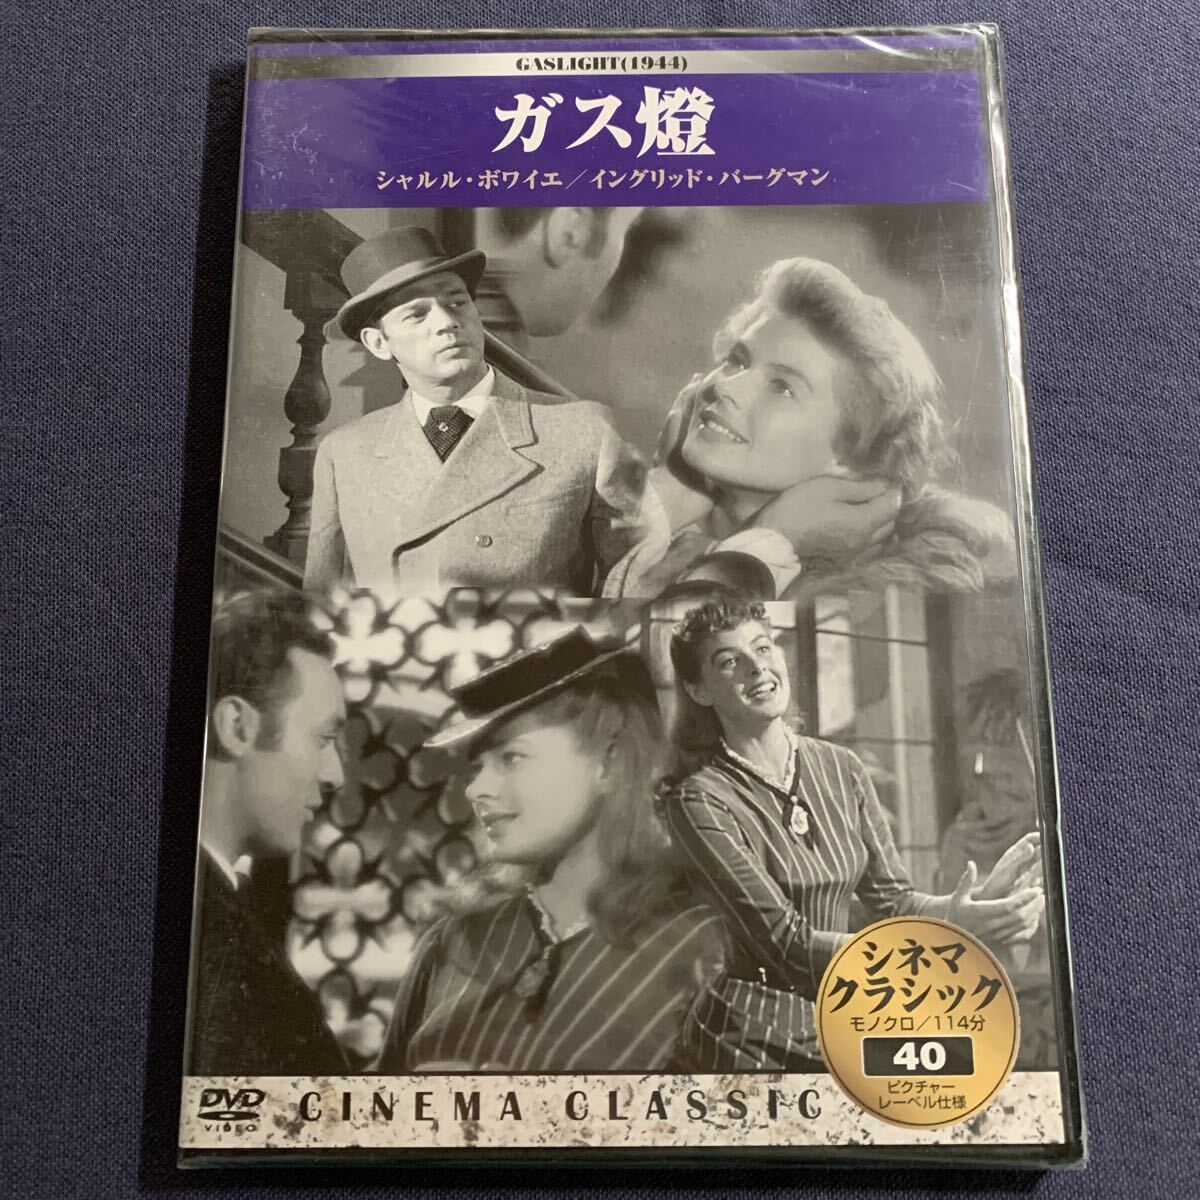 GASLIGHT(1944)
ガス燈
シャルル・ボワイエ／イングリッド・バーグマン
シネマ
クラシック
モノクロ／114分
40
ピクチャー
レーベル仕様
DVD
VIDEO
CINEMA CLASSIC